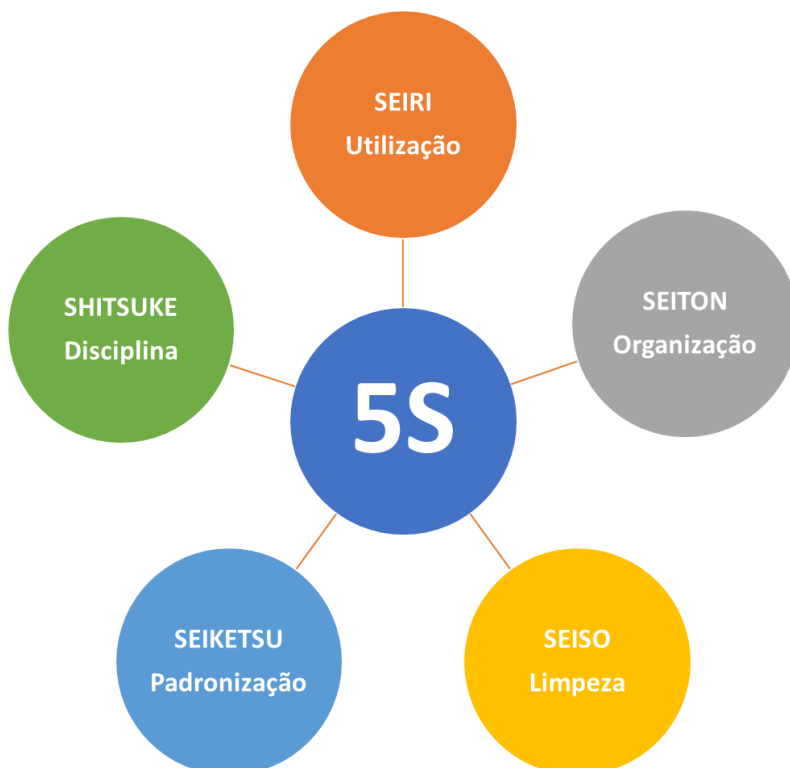 SEIRI
Utilização
SEITON
Organização
SEISO
Limpeza
SEIKETSU
Padronização
SHITSUKE
Disciplina
5S